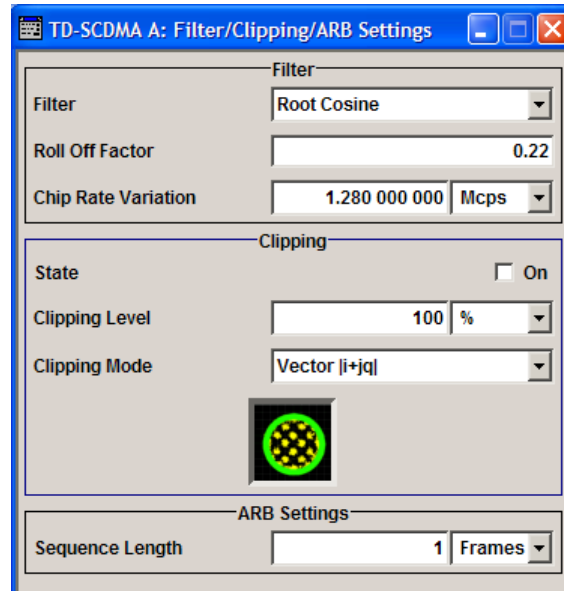 TD-SCDMA A: Filter/Clipping/ARB Settings
Filter
Filter Root Cosine
Roll Off Factor 0.22
Chip Rate Variation 1.280 000 000 Mcps
Clipping
State On
Clipping Level 100 %
Clipping Mode Vector |i+jq|
ARB Settings
Sequence Length 1 Frames